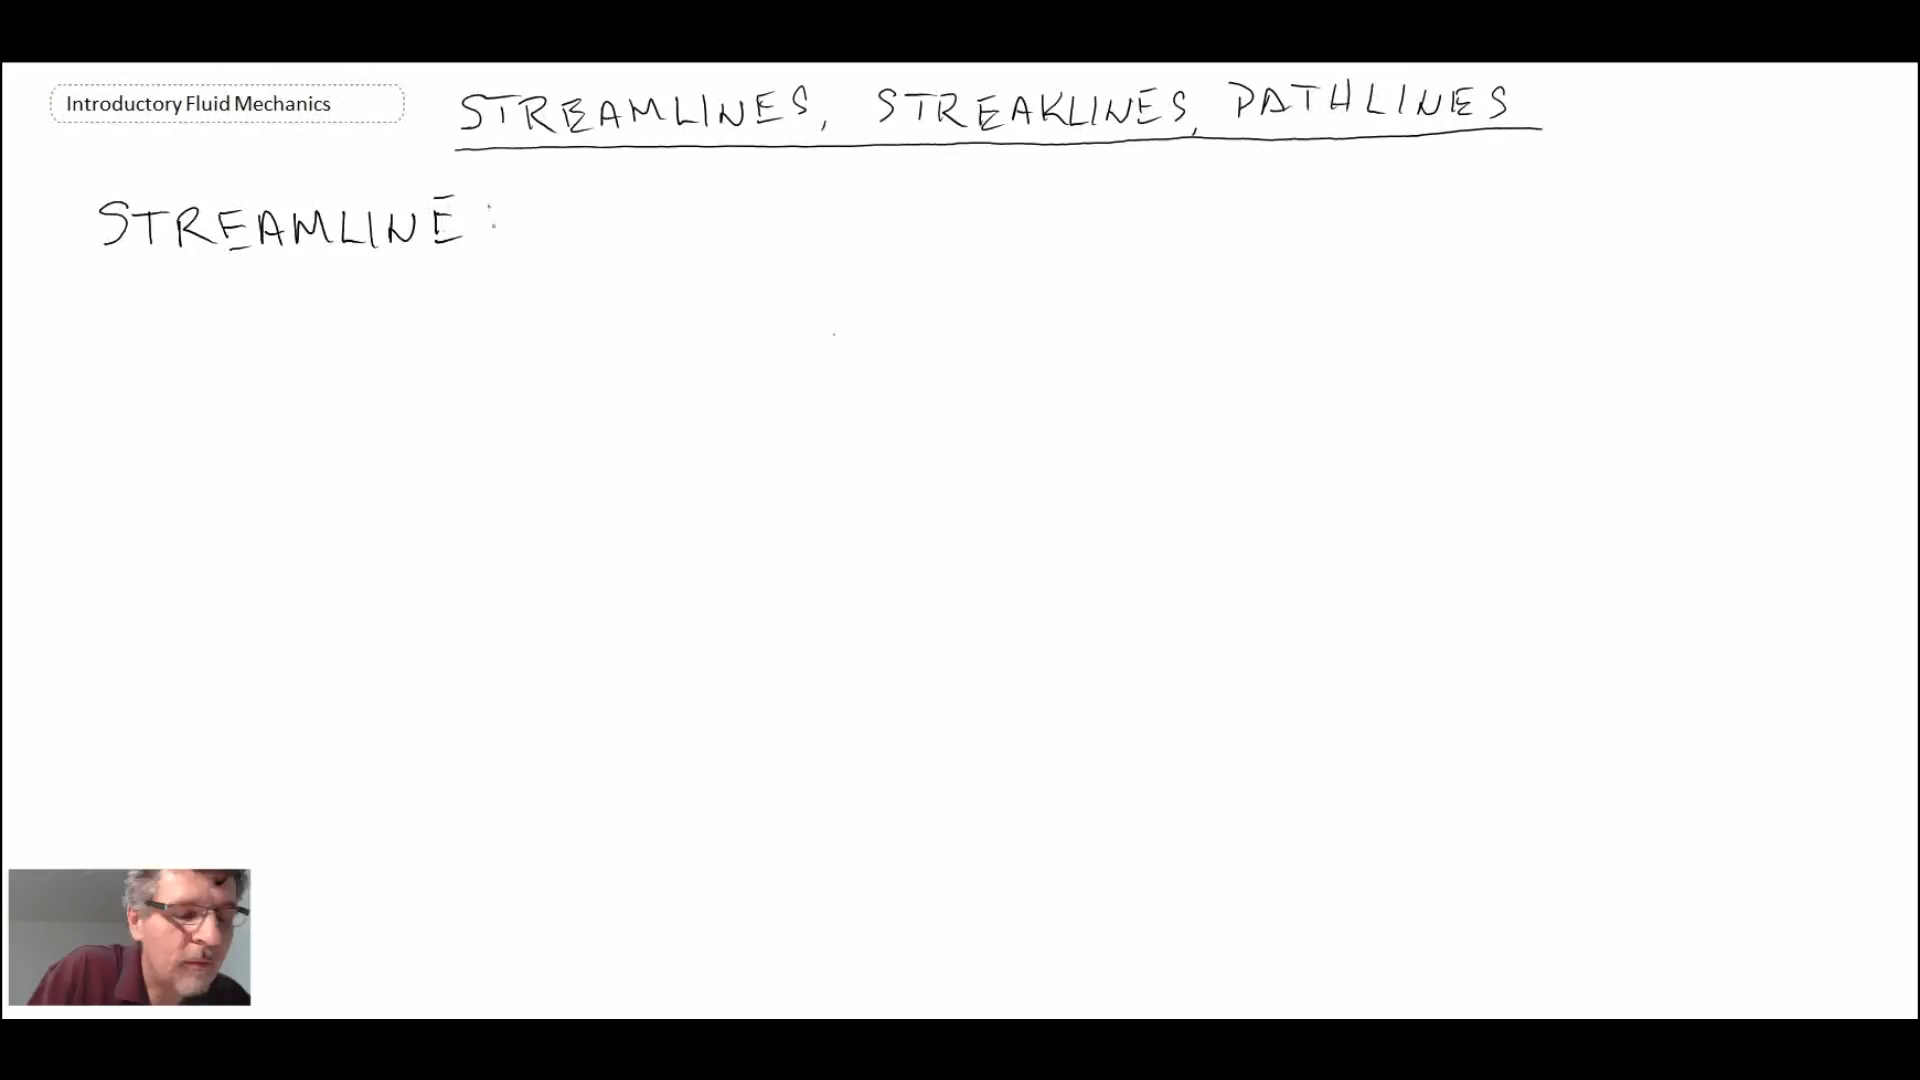 Introductory Fluid Mechanics
STREAMLINES, STREAKLINES, PATHLINES
STREAMLINE :